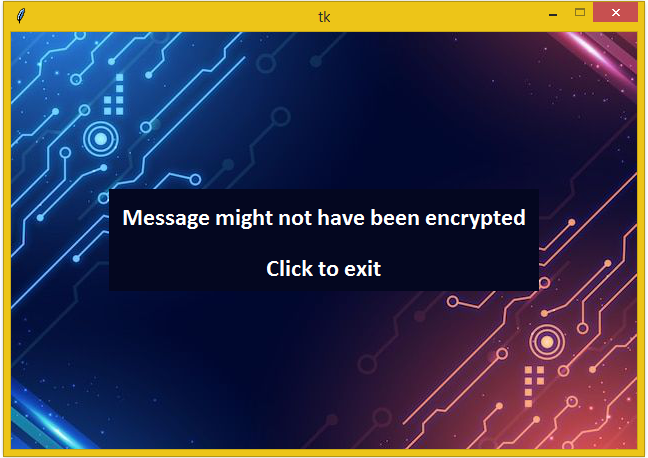 tk
Message might not have been encrypted
Click to exit